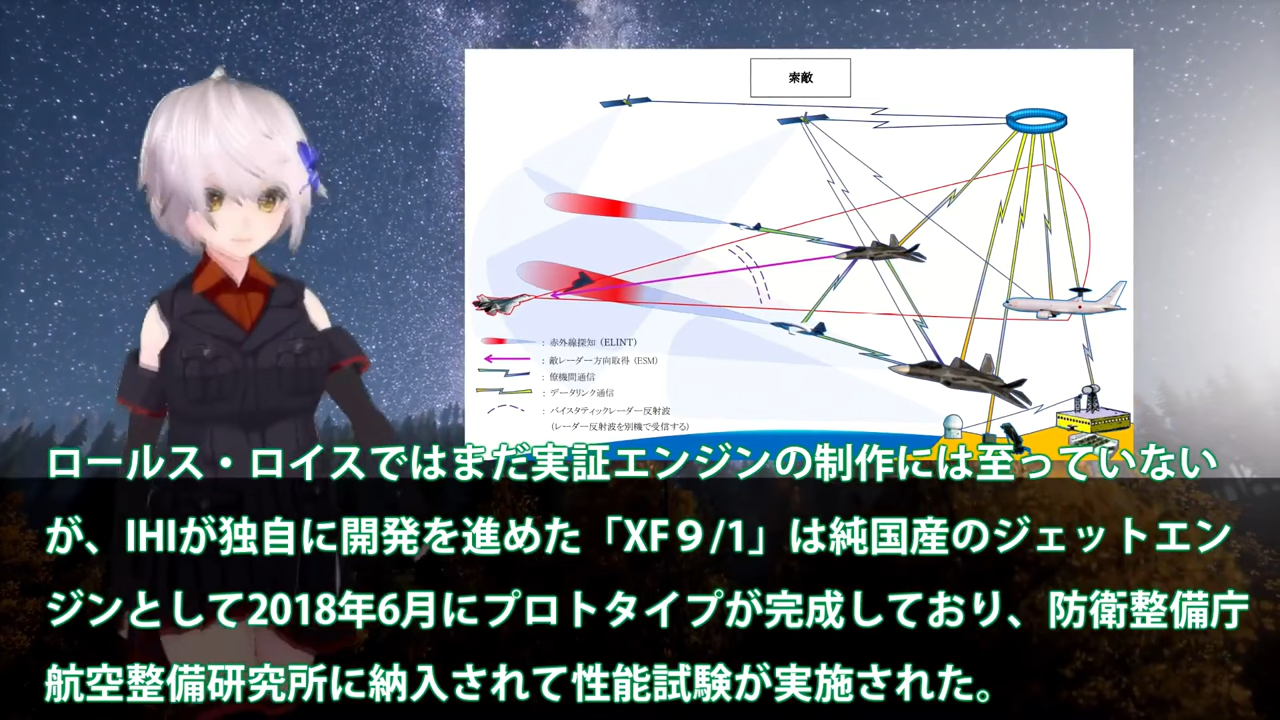 索敵
：赤外線探知（ELINT）
：敵レーダー方向取得（ESM）
：僚機間通信
：データリンク通信
：バイスタティックレーダー反射波
（レーダー反射波を別機で受信する）
ロールス・ロイスではまだ実証エンジンの制作には至っていない
が、IHIが独自に開発を進めた「XF９/1」は純国産のジェットエン
ジンとして2018年6月にプロトタイプが完成しており、防衛整備庁
航空整備研究所に納入されて性能試験が実施された。